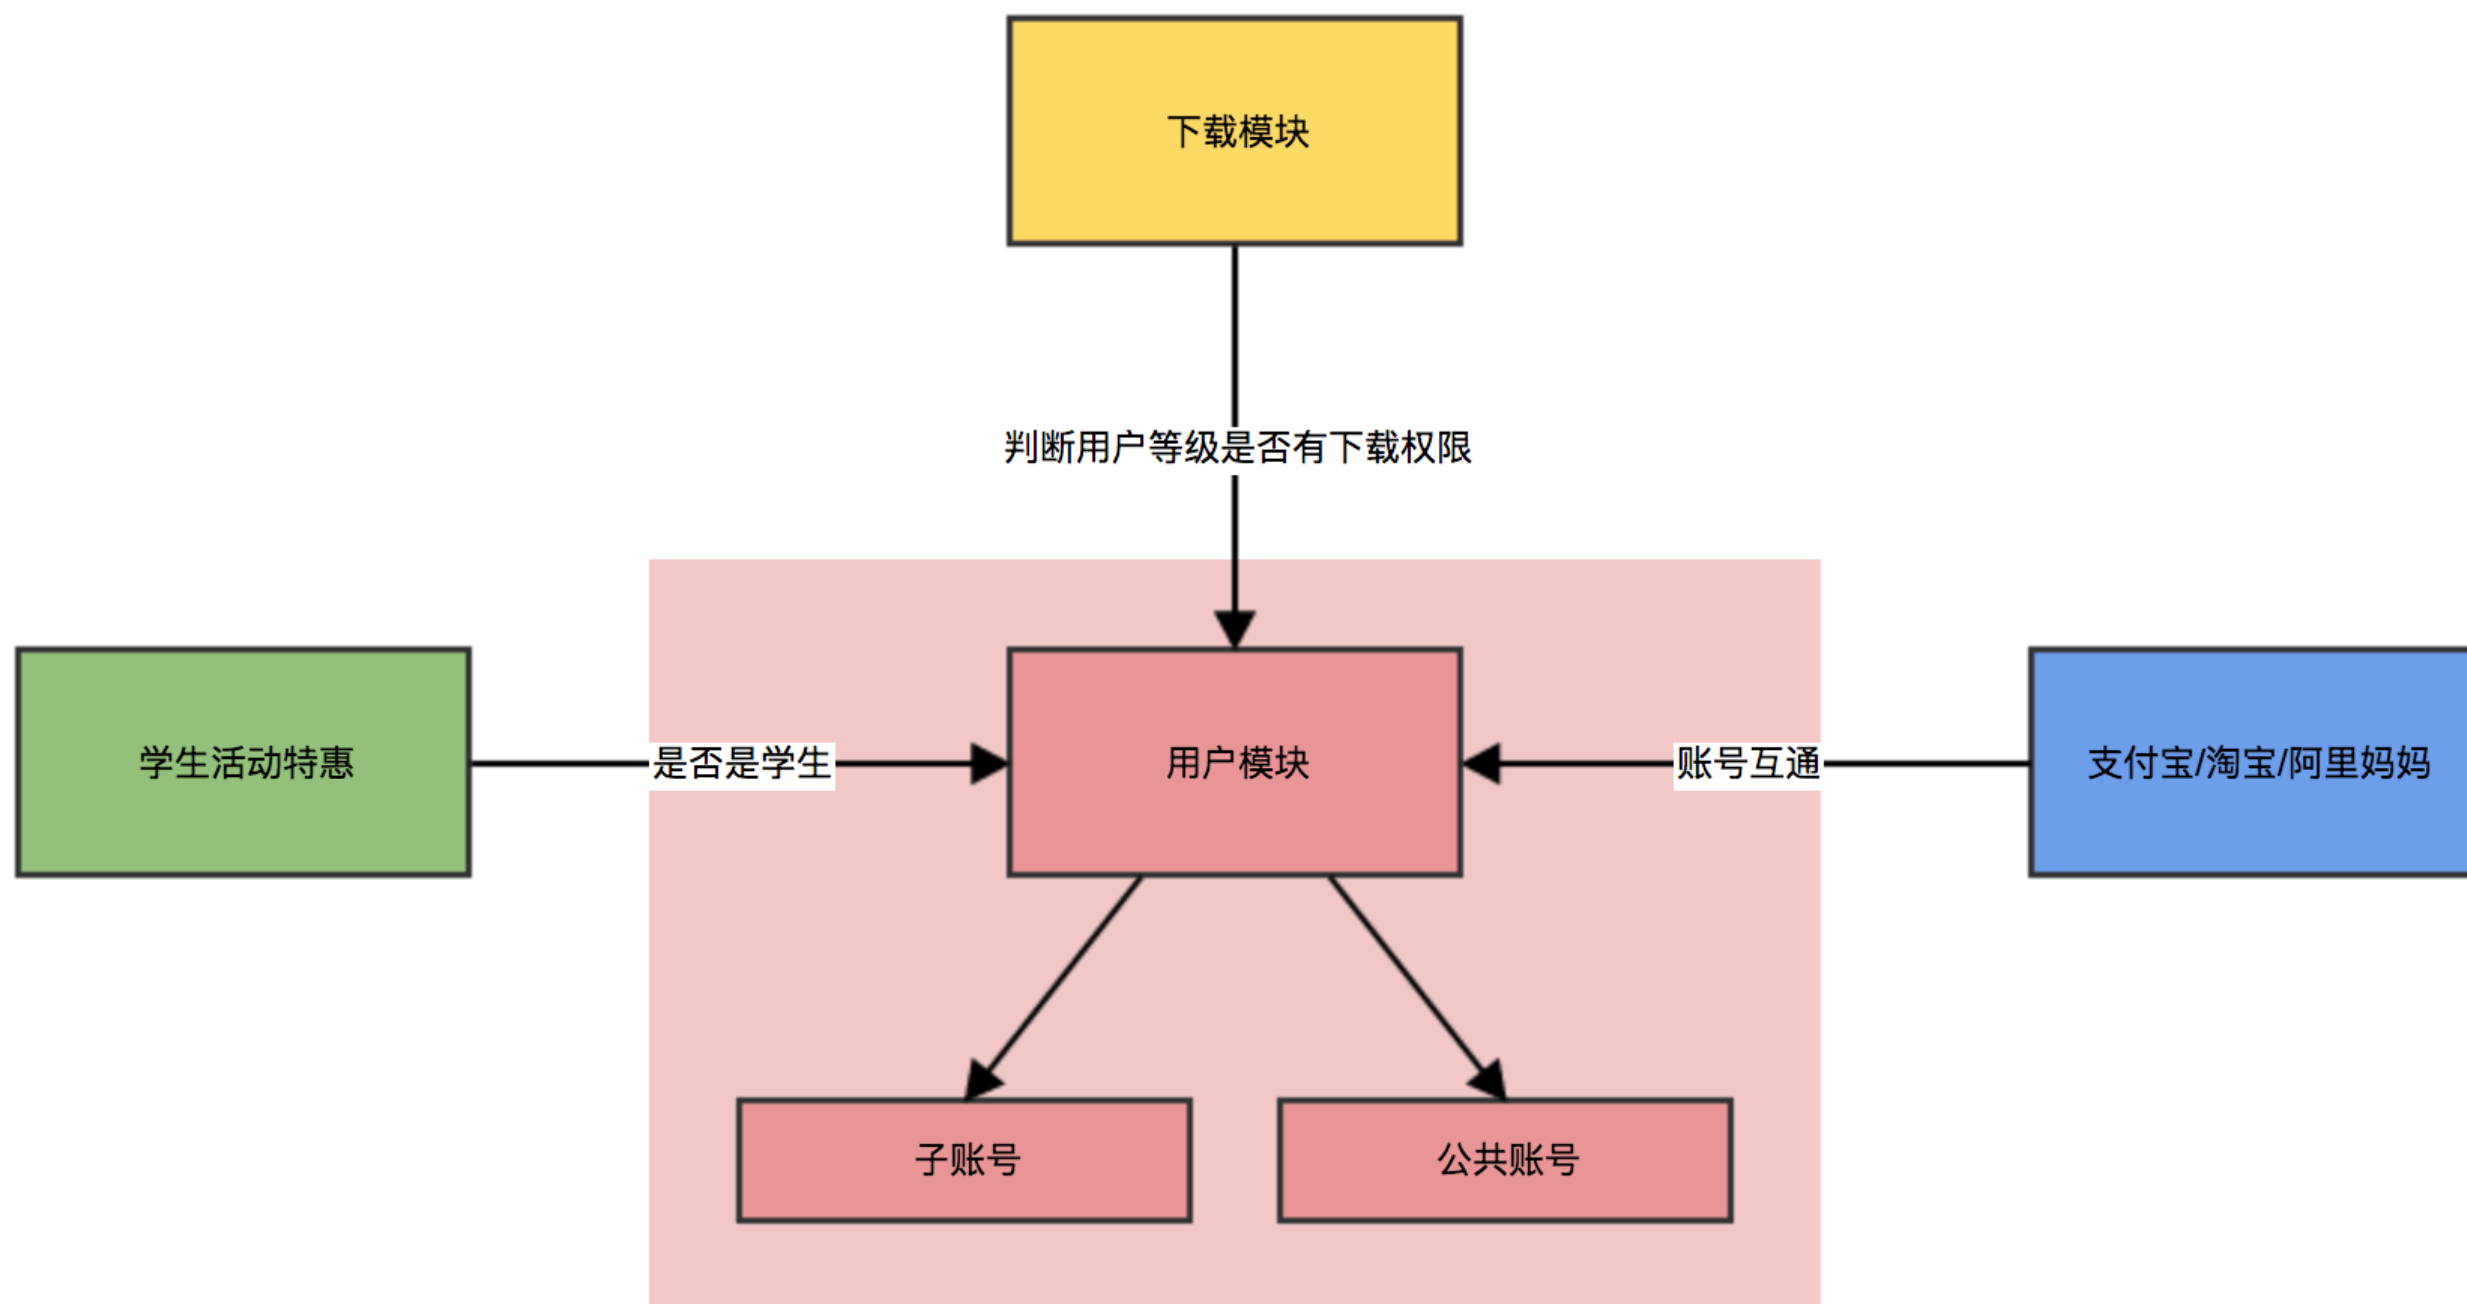 下载模块
判断用户等级是否有下载权限
学生活动特惠
是否是学生
用户模块
账号互通
支付宝/淘宝/阿里妈妈
子账号
公共账号